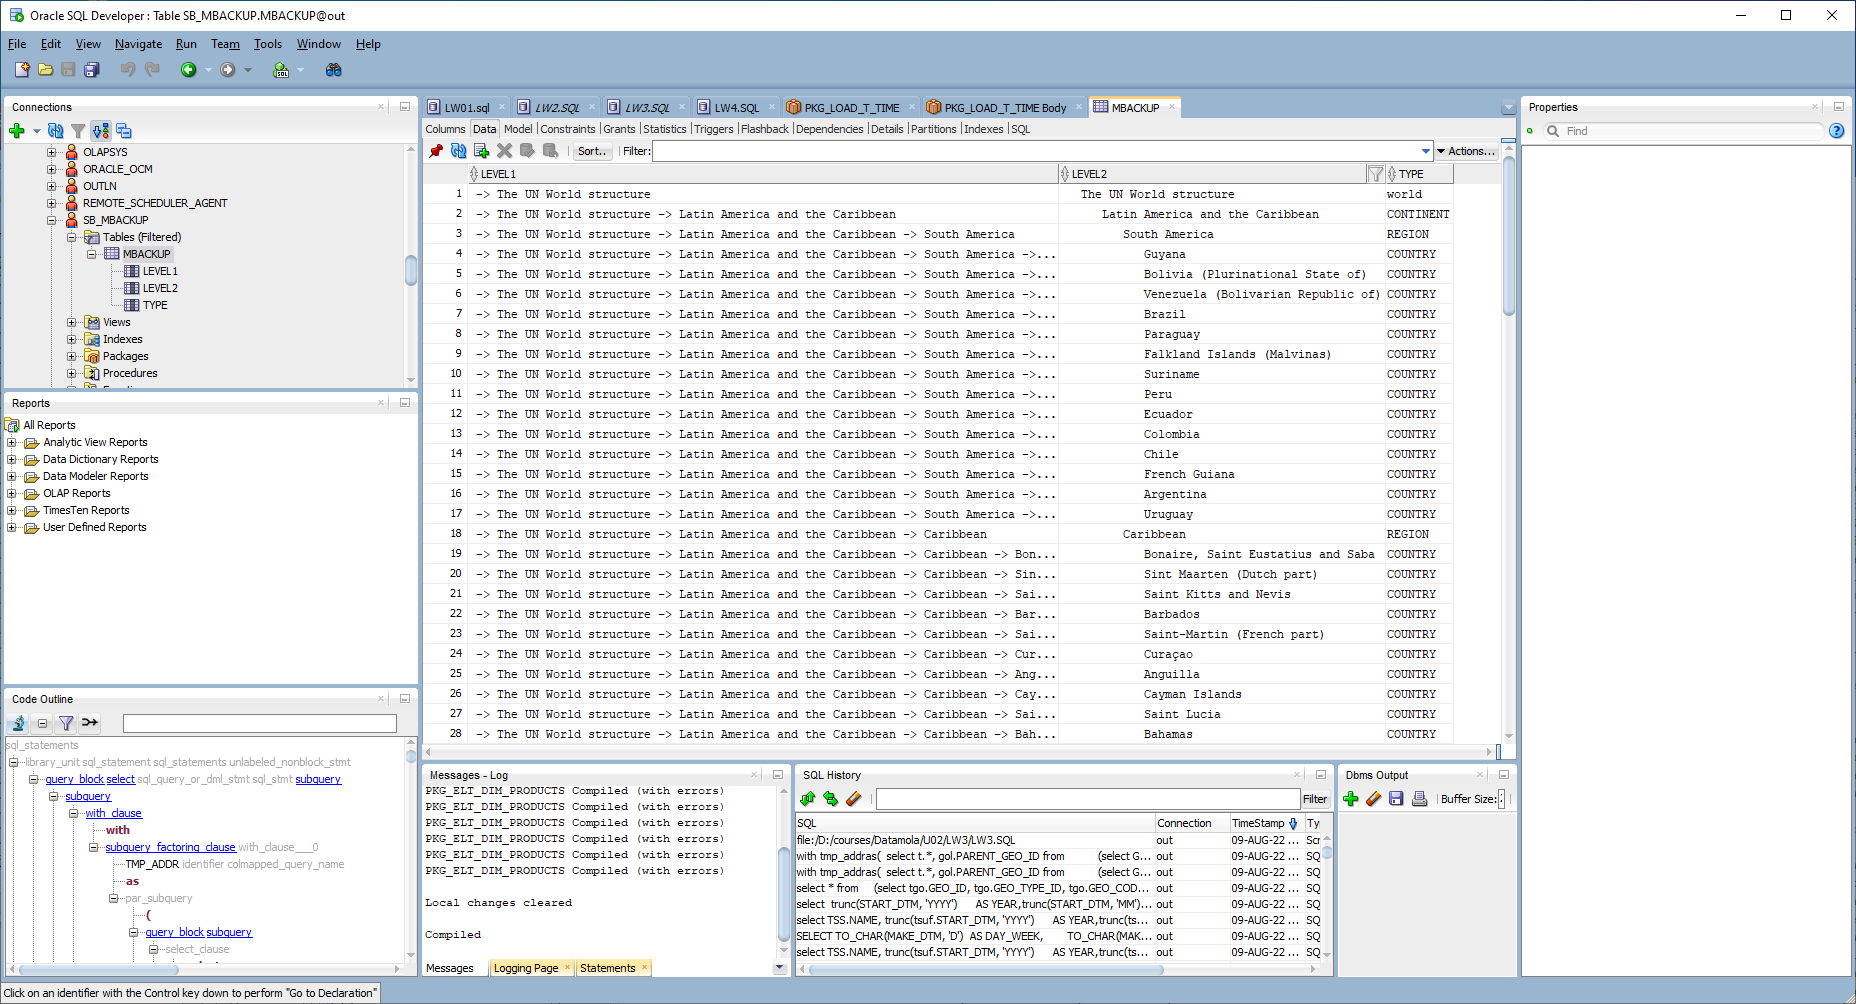 Oracle SQL Developer : Table SB_MBACKUP.MBACKUP@out
File Edit View Navigate Run Team Tools Window Help
Connections
OLAPSYS
ORACLE_OCM
OUTLN
REMOTE_SCHEDULER_AGENT
SB_MBACKUP
Tables (Filtered)
MBACKUP
LEVEL1
LEVEL2
TYPE
Views
Indexes
Packages
Procedures
Reports
All Reports
Analytic View Reports
Data Dictionary Reports
Data Modeler Reports
OLAP Reports
TimesTen Reports
User Defined Reports
Code Outline
sql_statements
library_unit sql_statement sql_statements unlabeled_nonblock_stmt
query_block select sql_query_or_dml_stmt sql_stmt subquery
subquery
with_clause
with
subquery_factoring_clause with_clause___0
TMP_ADDR identifier colmapped_query_name
as
par_subquery
(
query_block subquery
select_clause
LW01.sql LW2.SQL LW3.SQL LW4.SQL PKG_LOAD_T_TIME PKG_LOAD_T_TIME Body MBACKUP
Columns Data Model Constraints Grants Statistics Triggers Flashback Dependencies Details Partitions Indexes SQL
Sort.. Filter: Actions...
LEVEL1 LEVEL2 TYPE
1 -> The UN World structure The UN World structure world
2 -> The UN World structure -> Latin America and the Caribbean Latin America and the Caribbean CONTINENT
3 -> The UN World structure -> Latin America and the Caribbean -> South America South America REGION
4 -> The UN World structure -> Latin America and the Caribbean -> South America ->... Guyana COUNTRY
5 -> The UN World structure -> Latin America and the Caribbean -> South America ->... Bolivia (Plurinational State of) COUNTRY
6 -> The UN World structure -> Latin America and the Caribbean -> South America ->... Venezuela (Bolivarian Republic of) COUNTRY
7 -> The UN World structure -> Latin America and the Caribbean -> South America ->... Brazil COUNTRY
8 -> The UN World structure -> Latin America and the Caribbean -> South America ->... Paraguay COUNTRY
9 -> The UN World structure -> Latin America and the Caribbean -> South America ->... Falkland Islands (Malvinas) COUNTRY
10 -> The UN World structure -> Latin America and the Caribbean -> South America ->... Suriname COUNTRY
11 -> The UN World structure -> Latin America and the Caribbean -> South America ->... Peru COUNTRY
12 -> The UN World structure -> Latin America and the Caribbean -> South America ->... Ecuador COUNTRY
13 -> The UN World structure -> Latin America and the Caribbean -> South America ->... Colombia COUNTRY
14 -> The UN World structure -> Latin America and the Caribbean -> South America ->... Chile COUNTRY
15 -> The UN World structure -> Latin America and the Caribbean -> South America ->... French Guiana COUNTRY
16 -> The UN World structure -> Latin America and the Caribbean -> South America ->... Argentina COUNTRY
17 -> The UN World structure -> Latin America and the Caribbean -> South America ->... Uruguay COUNTRY
18 -> The UN World structure -> Latin America and the Caribbean -> Caribbean Caribbean REGION
19 -> The UN World structure -> Latin America and the Caribbean -> Caribbean -> Bon... Bonaire, Saint Eustatius and Saba COUNTRY
20 -> The UN World structure -> Latin America and the Caribbean -> Caribbean -> Sin... Sint Maarten (Dutch part) COUNTRY
21 -> The UN World structure -> Latin America and the Caribbean -> Caribbean -> Sai... Saint Kitts and Nevis COUNTRY
22 -> The UN World structure -> Latin America and the Caribbean -> Caribbean -> Bar... Barbados COUNTRY
23 -> The UN World structure -> Latin America and the Caribbean -> Caribbean -> Sai... Saint-Martin (French part) COUNTRY
24 -> The UN World structure -> Latin America and the Caribbean -> Caribbean -> Cur... Curaçao COUNTRY
25 -> The UN World structure -> Latin America and the Caribbean -> Caribbean -> Ang... Anguilla COUNTRY
26 -> The UN World structure -> Latin America and the Caribbean -> Caribbean -> Cay... Cayman Islands COUNTRY
27 -> The UN World structure -> Latin America and the Caribbean -> Caribbean -> Sai... Saint Lucia COUNTRY
28 -> The UN World structure -> Latin America and the Caribbean -> Caribbean -> Bah... Bahamas COUNTRY
Messages - Log
PKG_ELT_DIM_PRODUCTS Compiled (with errors)
PKG_ELT_DIM_PRODUCTS Compiled (with errors)
PKG_ELT_DIM_PRODUCTS Compiled (with errors)
PKG_ELT_DIM_PRODUCTS Compiled (with errors)
PKG_ELT_DIM_PRODUCTS Compiled (with errors)
PKG_ELT_DIM_PRODUCTS Compiled (with errors)
Local changes cleared
Compiled
Messages Logging Page Statements
SQL History
Filter
SQL Connection TimeStamp Ty
file:/D:/courses/Datamola/U02/LW3/LW3.SQL out 09-AUG-22 ... Scr
with tmp_addras( select t.*, gol.PARENT_GEO_ID from (select G... out 09-AUG-22 ... SQ
with tmp_addras( select t.*, gol.PARENT_GEO_ID from (select G... out 09-AUG-22 ... SQ
select * from (select tgo.GEO_ID, tgo.GEO_TYPE_ID, tgo.GEO_COD... out 09-AUG-22 ... SQ
select trunc(START_DTM, 'YYYY') AS YEAR,trunc(START_DTM, 'MM')... out 09-AUG-22 ... SQ
select TSS.NAME, trunc(tsuf.START_DTM, 'YYYY') AS YEAR,trunc(ts... out 09-AUG-22 ... SQ
SELECT TO_CHAR(MAKE_DTM, 'D') AS DAY_WEEK, TO_CHAR(MAK... out 09-AUG-22 ... SQ
select TSS.NAME, trunc(tsuf.START_DTM, 'YYYY') AS YEAR,trunc(ts... out 09-AUG-22 ... SQ
Dbms Output
Buffer Size:
Properties
Find
Click on an identifier with the Control key down to perform "Go to Declaration"